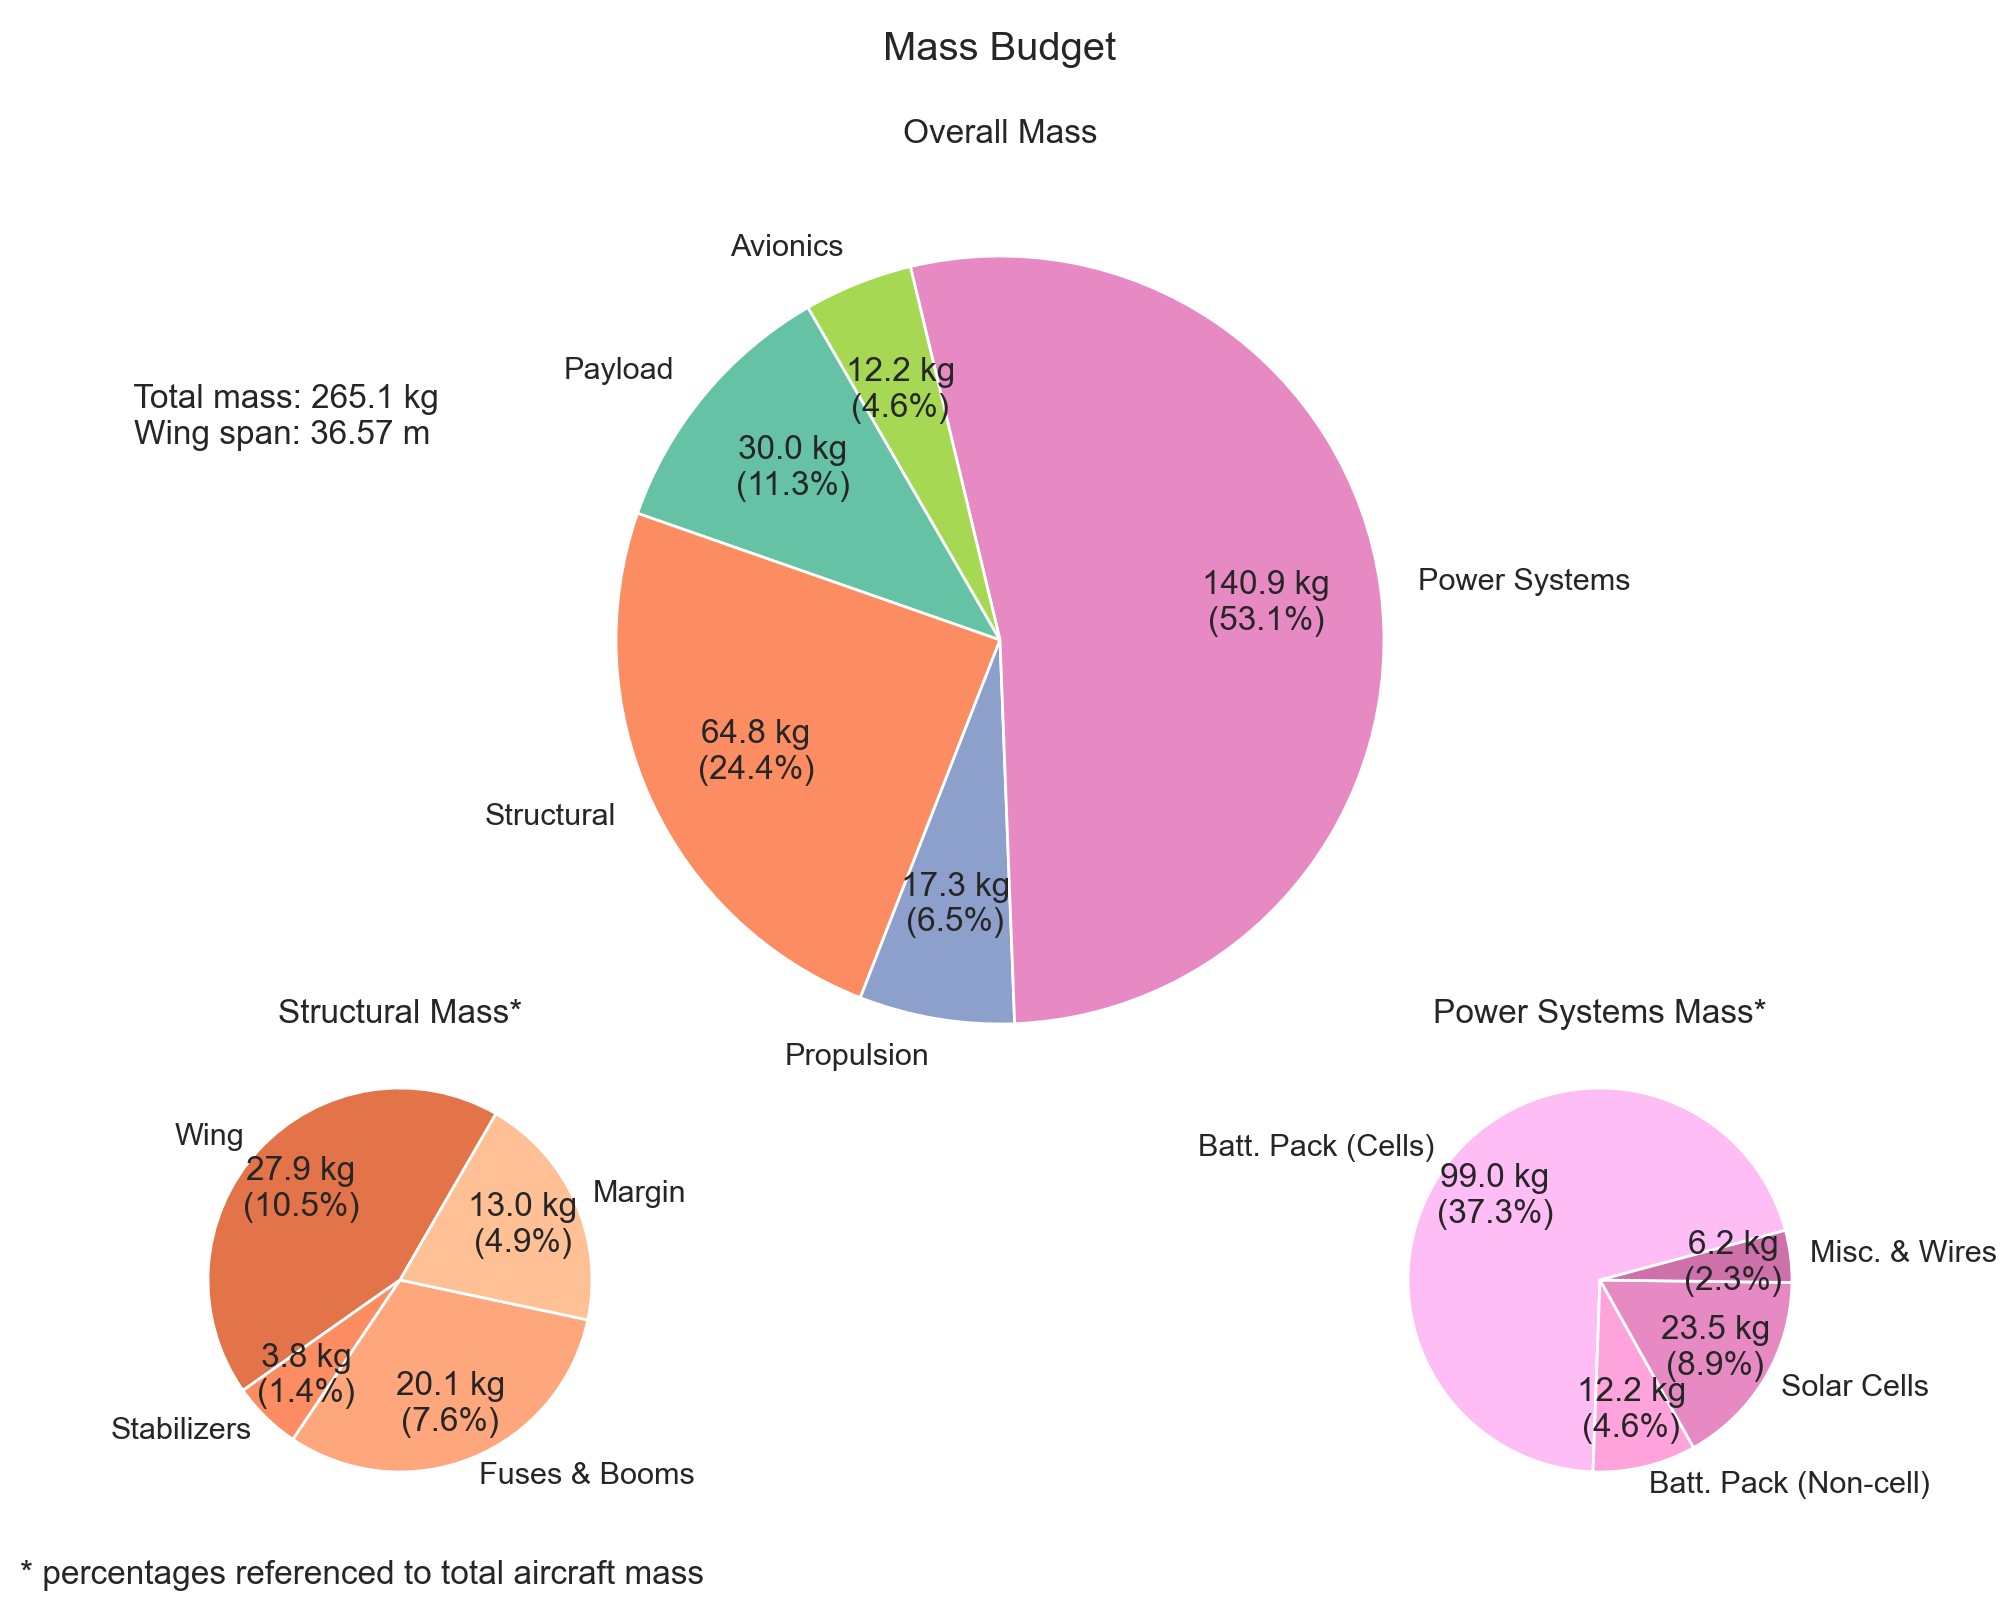 Mass Budget
Overall Mass
Avionics
12.2 kg
(4.6%)
Payload
30.0 kg
(11.3%)
Total mass: 265.1 kg
Wing span: 36.57 m
Power Systems
140.9 kg
(53.1%)
Structural
64.8 kg
(24.4%)
Propulsion
17.3 kg
(6.5%)
Structural Mass*
Wing
27.9 kg
(10.5%)
Margin
13.0 kg
(4.9%)
Stabilizers
3.8 kg
(1.4%)
Fuses & Booms
20.1 kg
(7.6%)
Power Systems Mass*
Batt. Pack (Cells)
99.0 kg
(37.3%)
Misc. & Wires
6.2 kg
(2.3%)
Solar Cells
23.5 kg
(8.9%)
Batt. Pack (Non-cell)
12.2 kg
(4.6%)
* percentages referenced to total aircraft mass